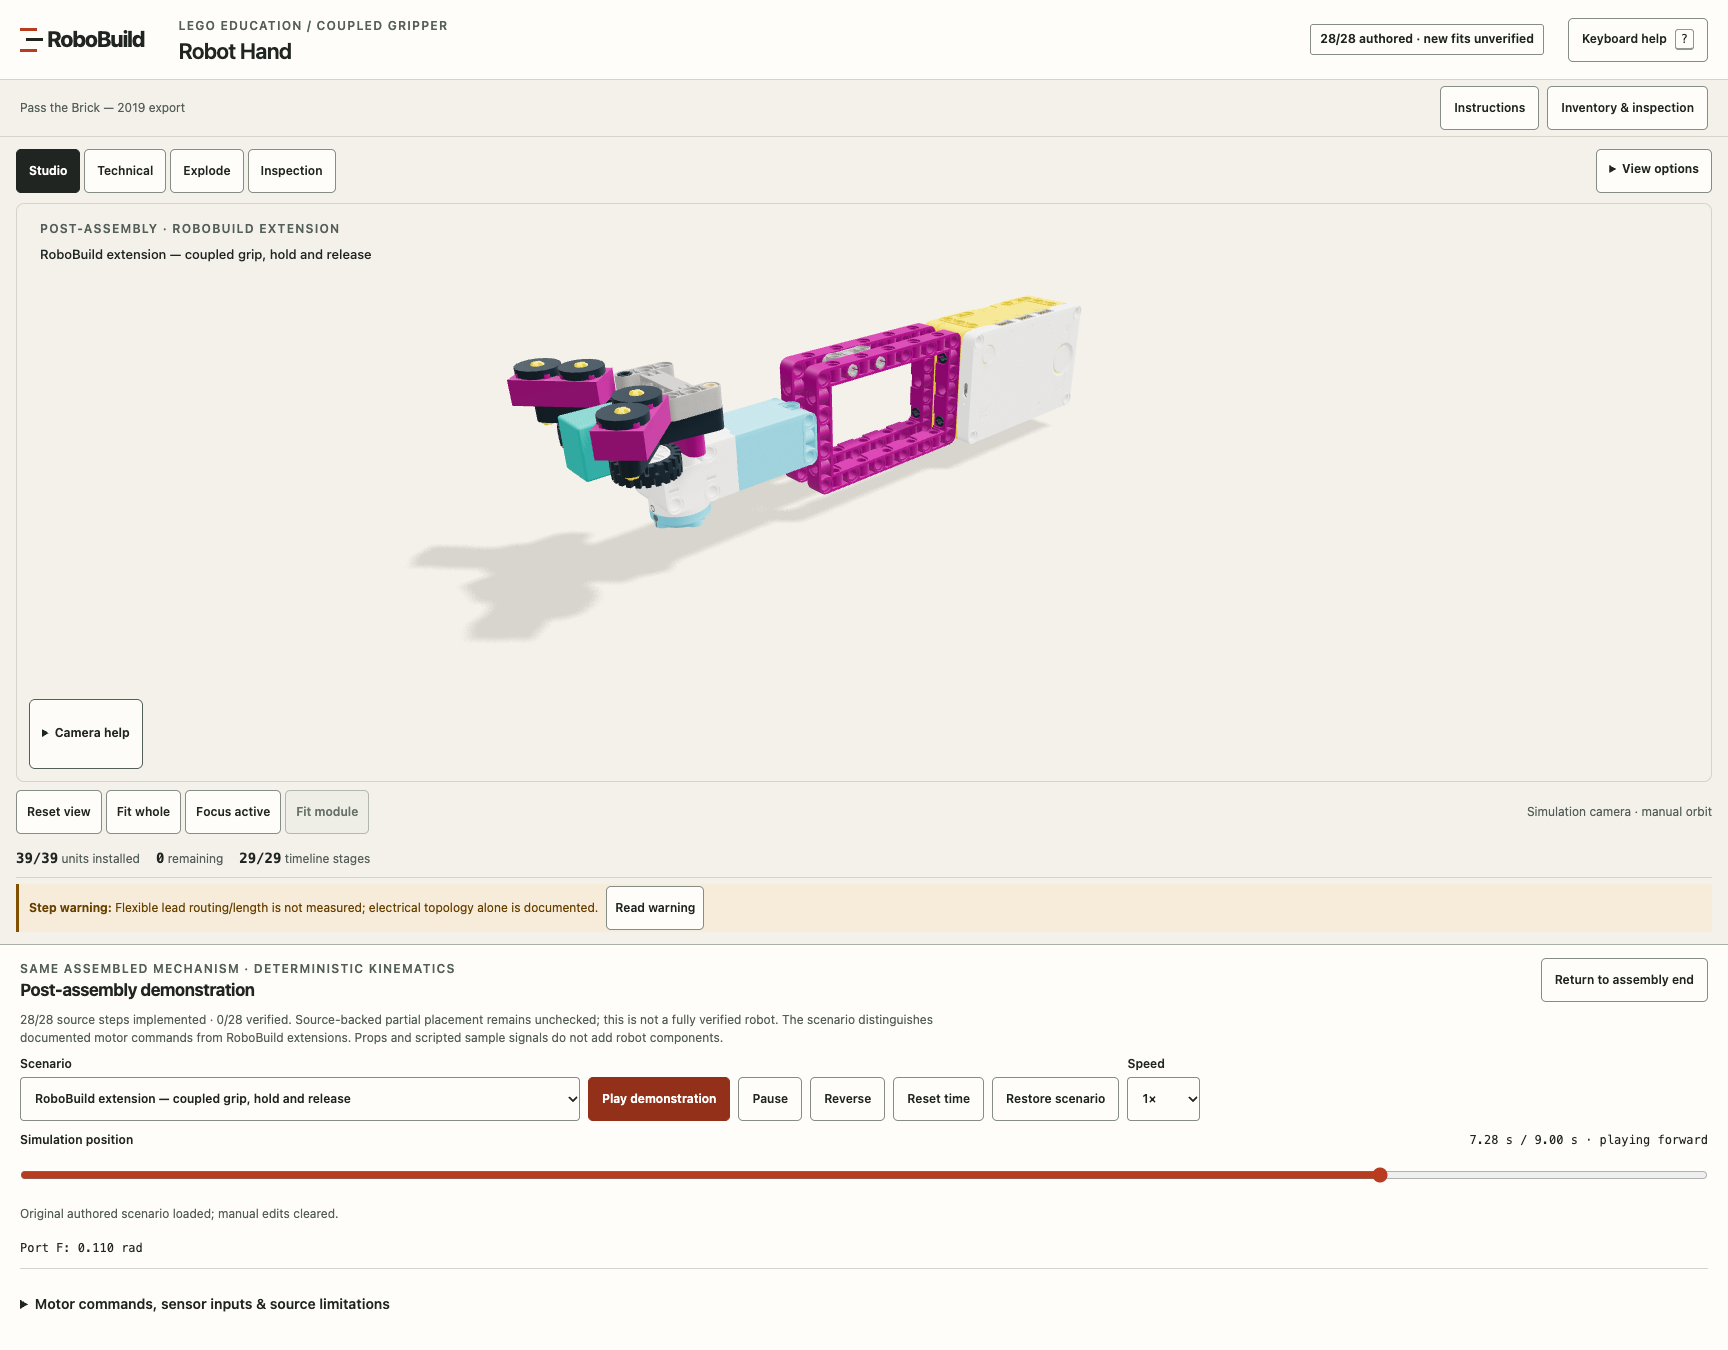 RoboBuild
LEGO EDUCATION / COUPLED GRIPPER
Robot Hand
28/28 authored · new fits unverified
Keyboard help ?
Pass the Brick — 2019 export
Instructions
Inventory & inspection
Studio
Technical
Explode
Inspection
▶ View options
POST-ASSEMBLY · ROBOBUILD EXTENSION
RoboBuild extension — coupled grip, hold and release
▶ Camera help
Reset view
Fit whole
Focus active
Fit module
Simulation camera · manual orbit
39/39 units installed 0 remaining 29/29 timeline stages
Step warning: Flexible lead routing/length is not measured; electrical topology alone is documented.
Read warning
SAME ASSEMBLED MECHANISM · DETERMINISTIC KINEMATICS
Post-assembly demonstration
Return to assembly end
28/28 source steps implemented · 0/28 verified. Source-backed partial placement remains unchecked; this is not a fully verified robot. The scenario distinguishes
documented motor commands from RoboBuild extensions. Props and scripted sample signals do not add robot components.
Scenario
Speed
RoboBuild extension — coupled grip, hold and release
Play demonstration
Pause
Reverse
Reset time
Restore scenario
1×
Simulation position
7.28 s / 9.00 s · playing forward
Original authored scenario loaded; manual edits cleared.
Port F: 0.110 rad
▶ Motor commands, sensor inputs & source limitations